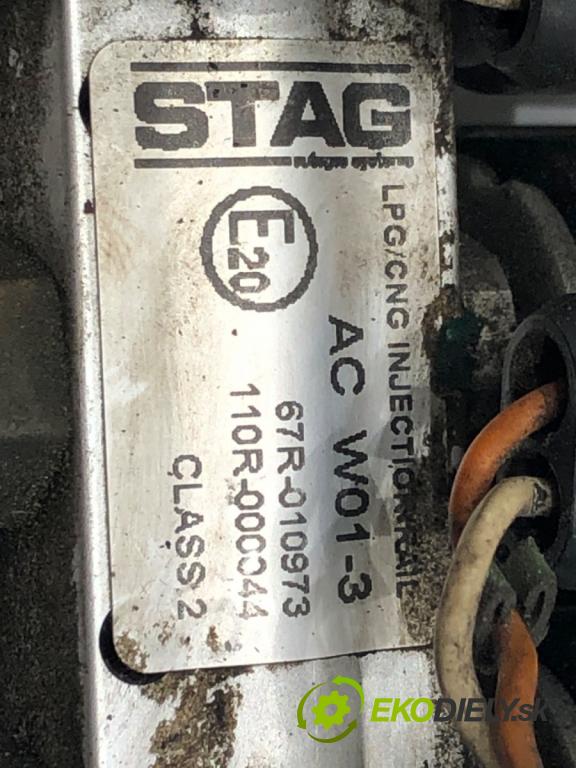 STAG
LPG/CNG INJECTION RAIL
E20
AC W01-3
67R-010973
110R-000044
CLASS 2
EKODIELY.sk